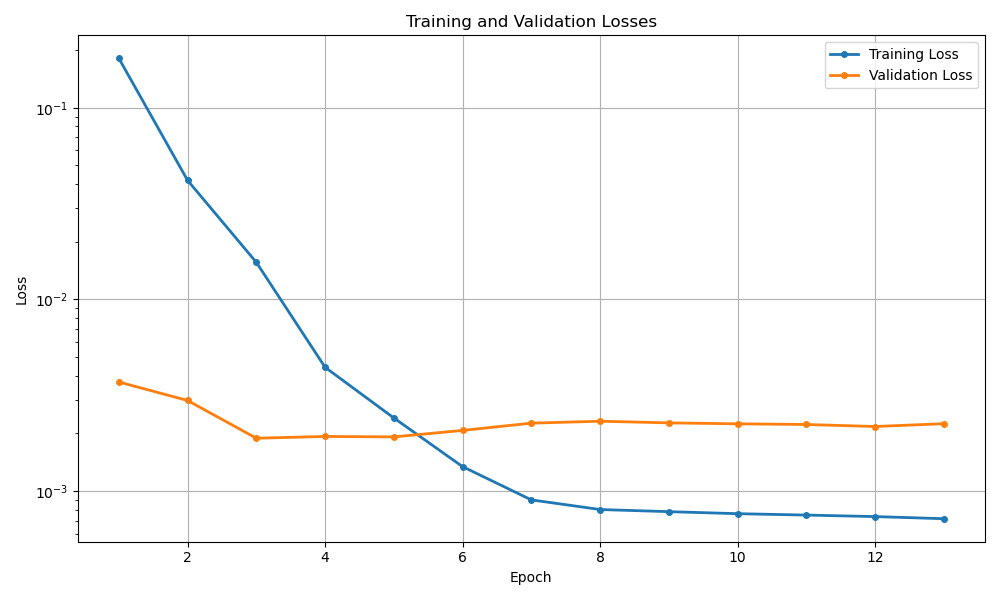 Training and Validation Losses
Training Loss
Validation Loss
10⁻¹
10⁻²
10⁻³
Loss
2 4 6 8 10 12
Epoch